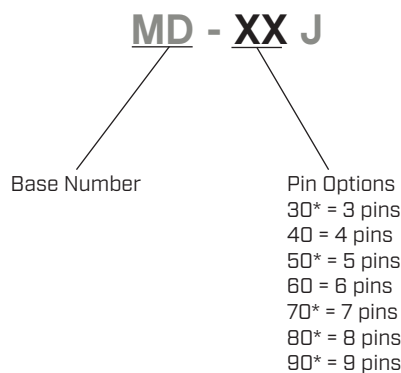 MD - XX J
Base Number
Pin Options
30* = 3 pins
40 = 4 pins
50* = 5 pins
60 = 6 pins
70* = 7 pins
80* = 8 pins
90* = 9 pins